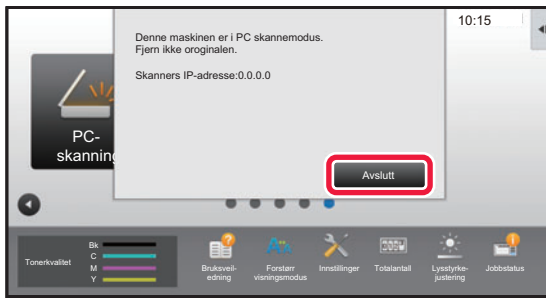 Denne maskinen er i PC skannemodus.
Fjern ikke oroginalen.
Skanners IP-adresse:0.0.0.0
10:15
PC-
skanning
Avslutt
Tonerkvalitet
Bk
C
M
Y
Bruksveil-
edning
Forstørr
visningsmodus
Innstillinger
Totalantall
Lysstyrke-
justering
Jobbstatus